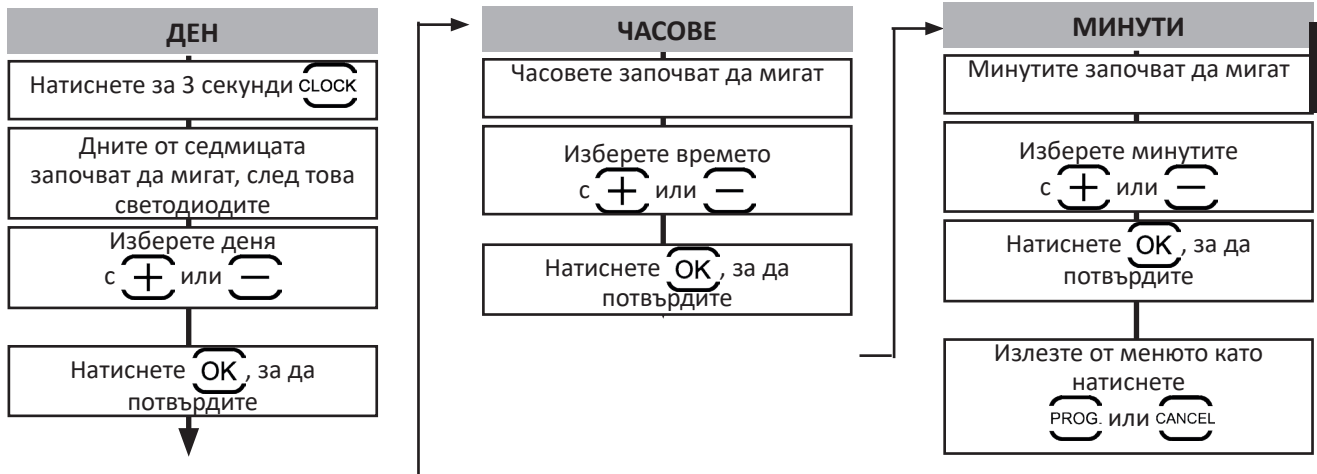 ДЕН
Натиснете за 3 секунди CLOCK
Дните от седмицата
започват да мигат, след това
светодиодите
Изберете деня
с + или −
Натиснете OK, за да
потвърдите
ЧАСОВЕ
Часовете започват да мигат
Изберете времето
с + или −
Натиснете OK, за да
потвърдите
МИНУТИ
Минутите започват да мигат
Изберете минутите
с + или −
Натиснете OK, за да
потвърдите
Излезте от менюто като
натиснете
PROG. или CANCEL